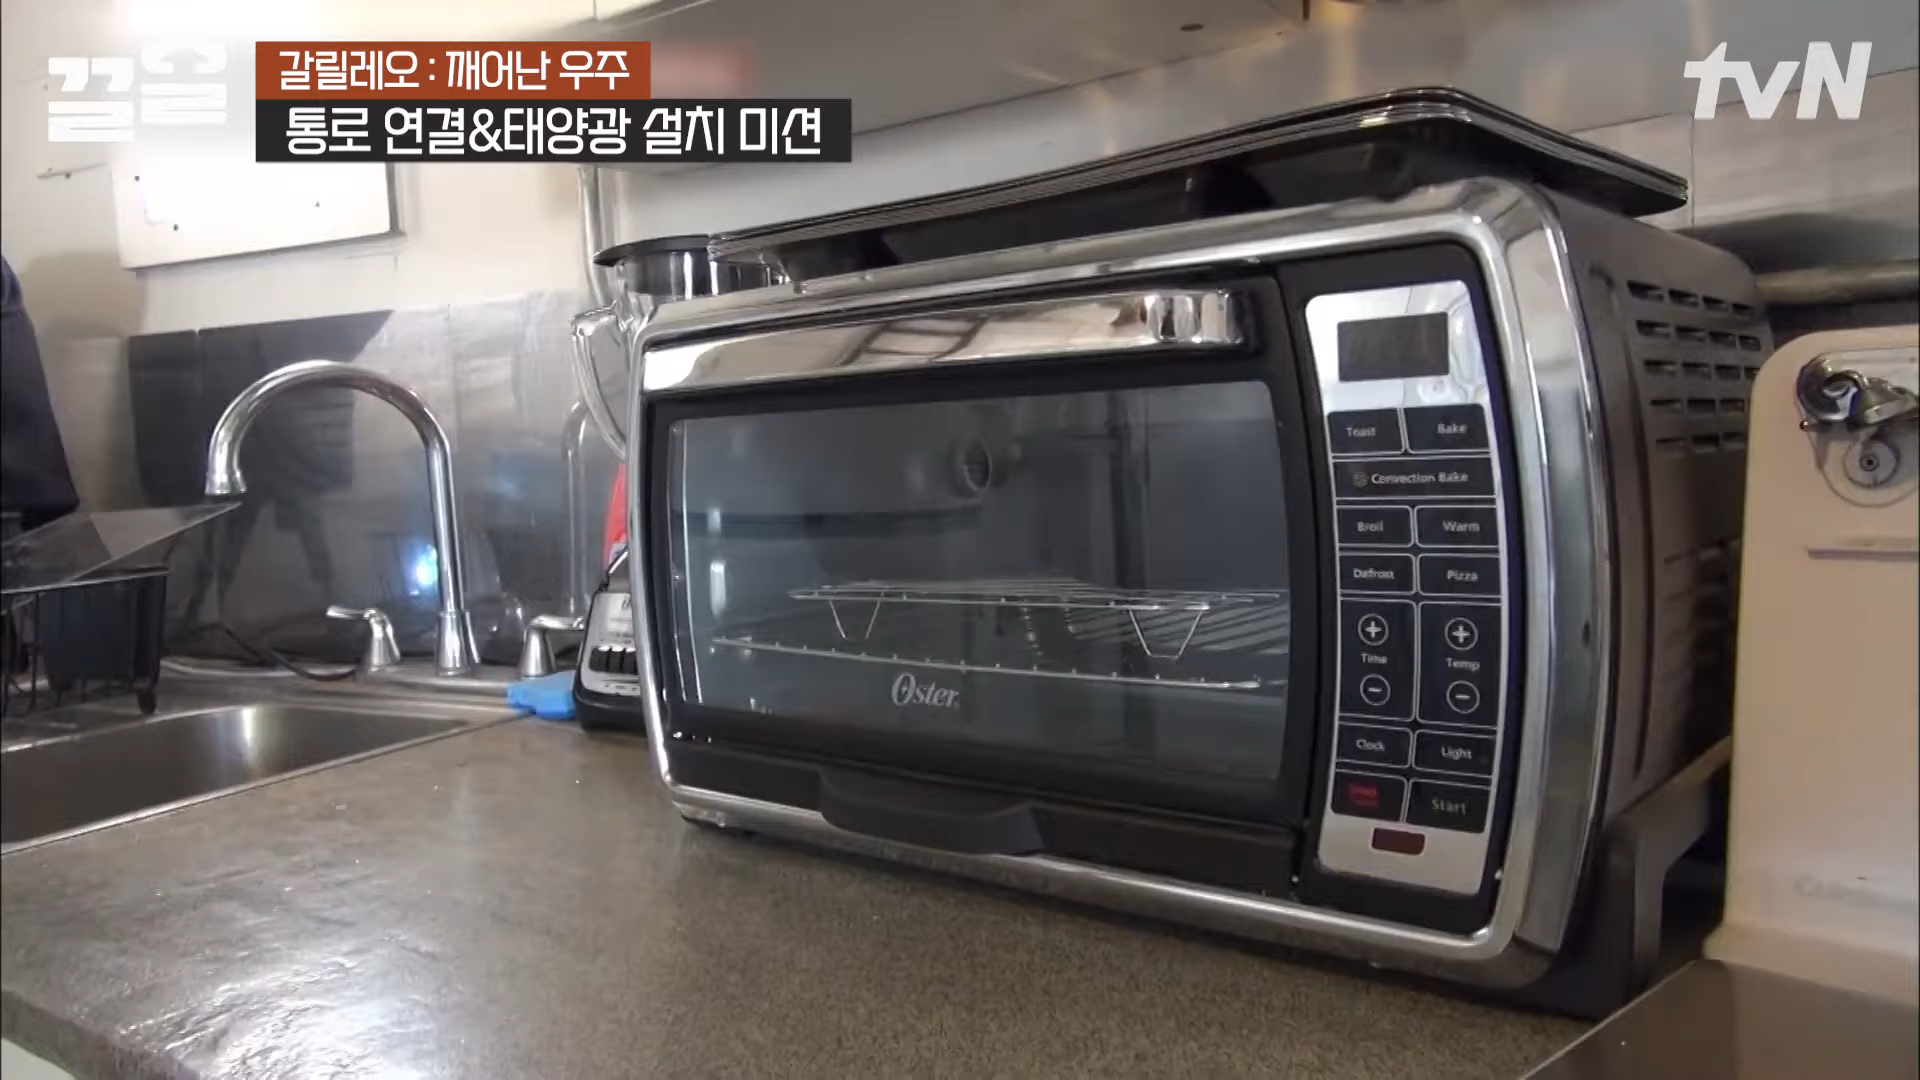 끌올
갈릴레오 : 깨어난 우주
통로 연결&태양광 설치 미션
tvN
Toast
Bake
Convection Bake
Broil
Warm
Defrost
Pizza
Time
Temp
Clock
Light
Start
Oster